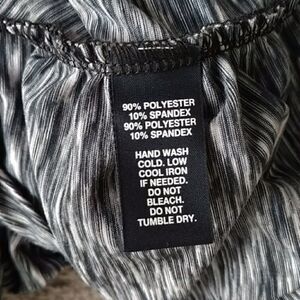 90% POLYESTER
10% SPANDEX
90% POLYESTER
10% SPANDEX
HAND WASH
COLD. LOW
COOL IRON
IF NEEDED.
DO NOT
BLEACH.
DO NOT
TUMBLE DRY.